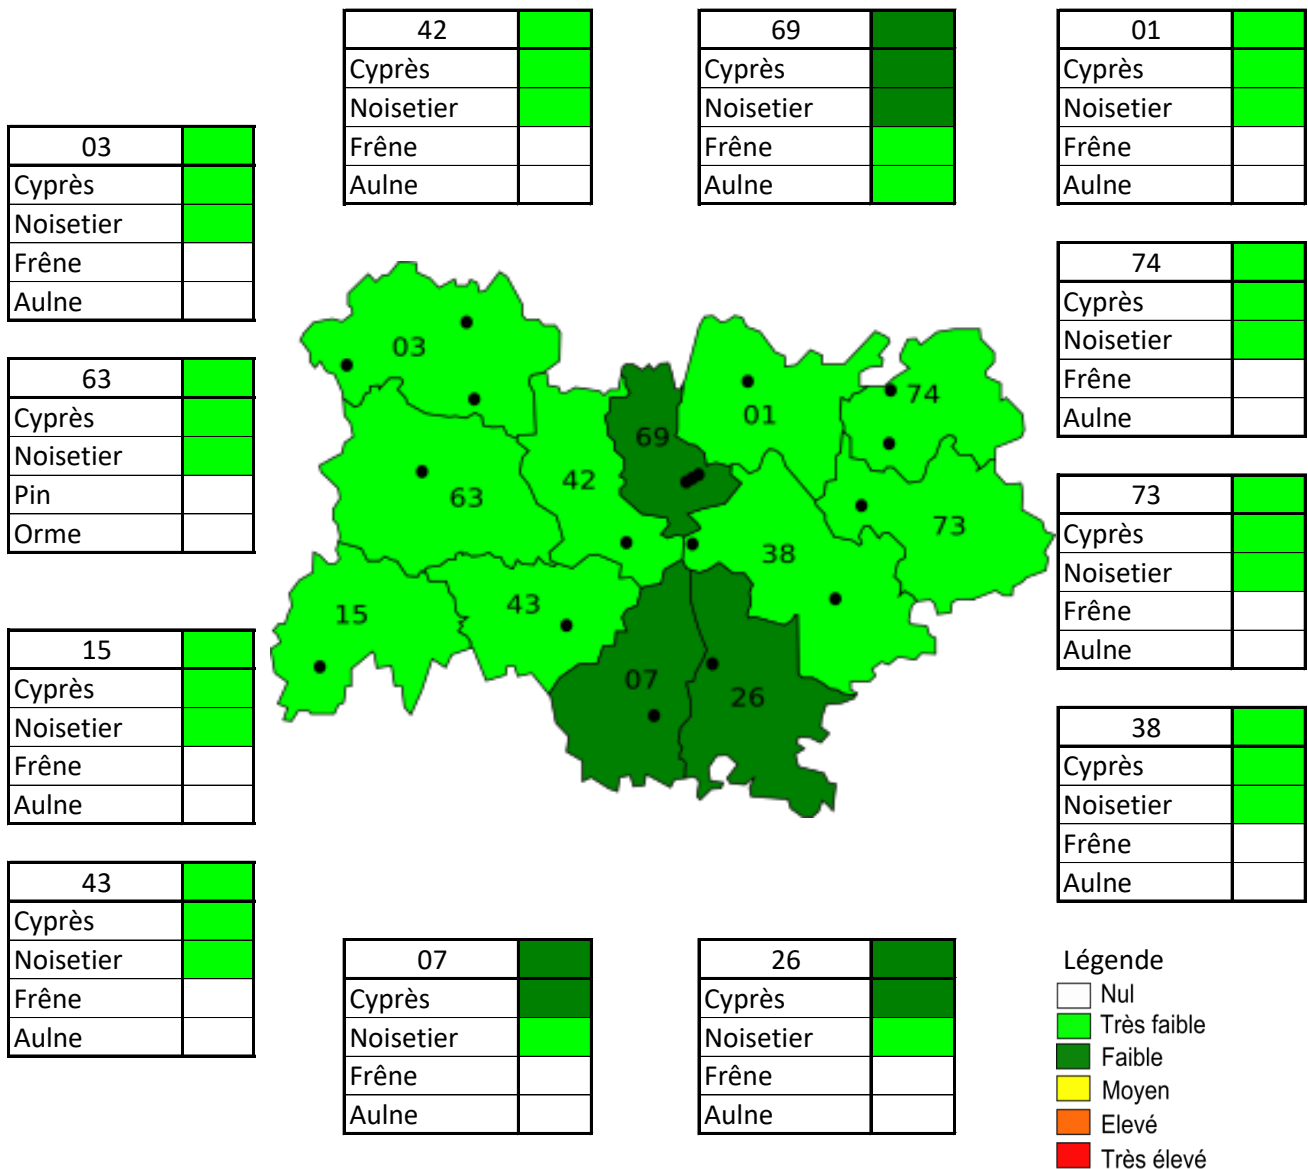 42
Cyprès
Noisetier
Frêne
Aulne
69
Cyprès
Noisetier
Frêne
Aulne
01
Cyprès
Noisetier
Frêne
Aulne
03
Cyprès
Noisetier
Frêne
Aulne
74
Cyprès
Noisetier
Frêne
Aulne
63
Cyprès
Noisetier
Pin
Orme
73
Cyprès
Noisetier
Frêne
Aulne
15
Cyprès
Noisetier
Frêne
Aulne
38
Cyprès
Noisetier
Frêne
Aulne
43
Cyprès
Noisetier
Frêne
Aulne
07
Cyprès
Noisetier
Frêne
Aulne
26
Cyprès
Noisetier
Frêne
Aulne
03
74
01
69
42
63
73
38
43
15
07
26
Légende
Nul
Très faible
Faible
Moyen
Elevé
Très élevé